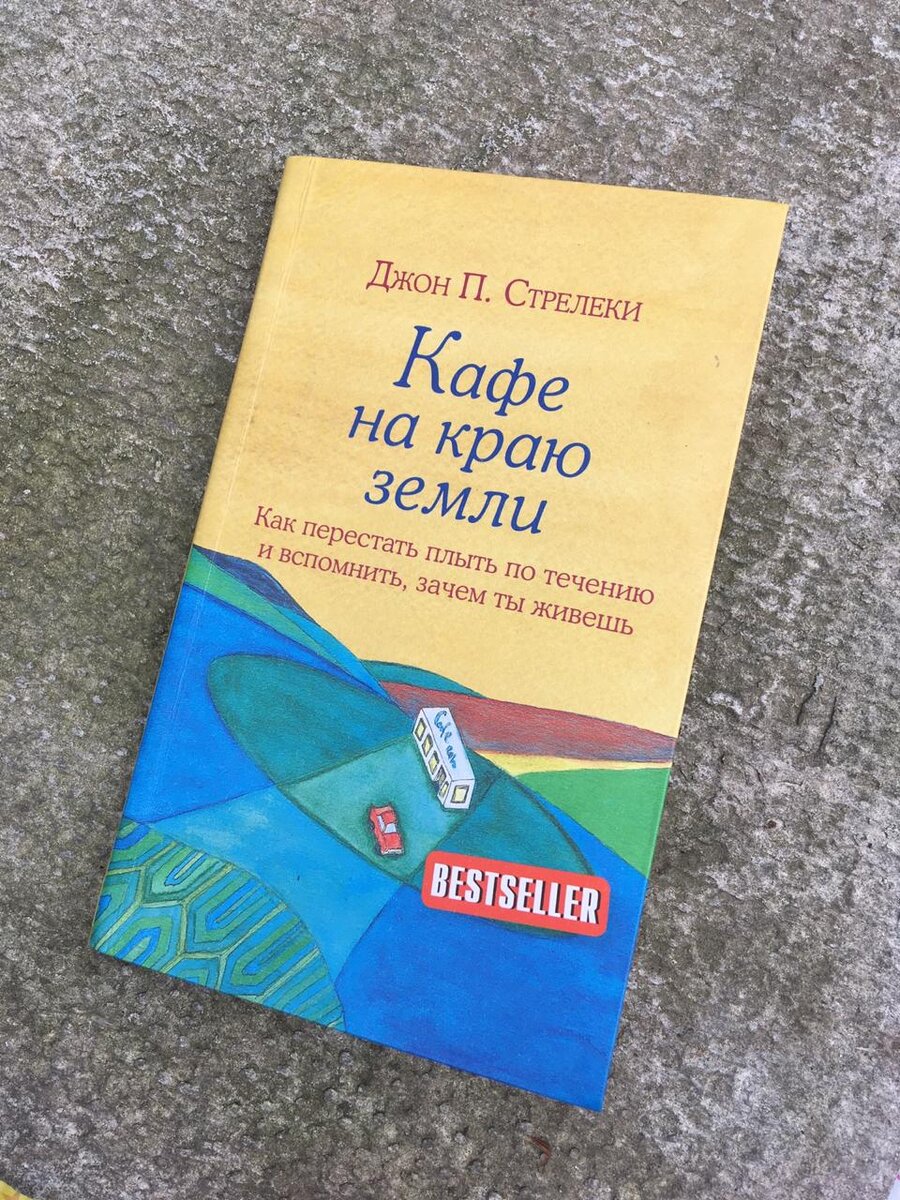 Джон П. Стрелеки
Кафе
на краю
земли
Как перестать плыть по течению
и вспомнить, зачем ты живешь
BESTSELLER